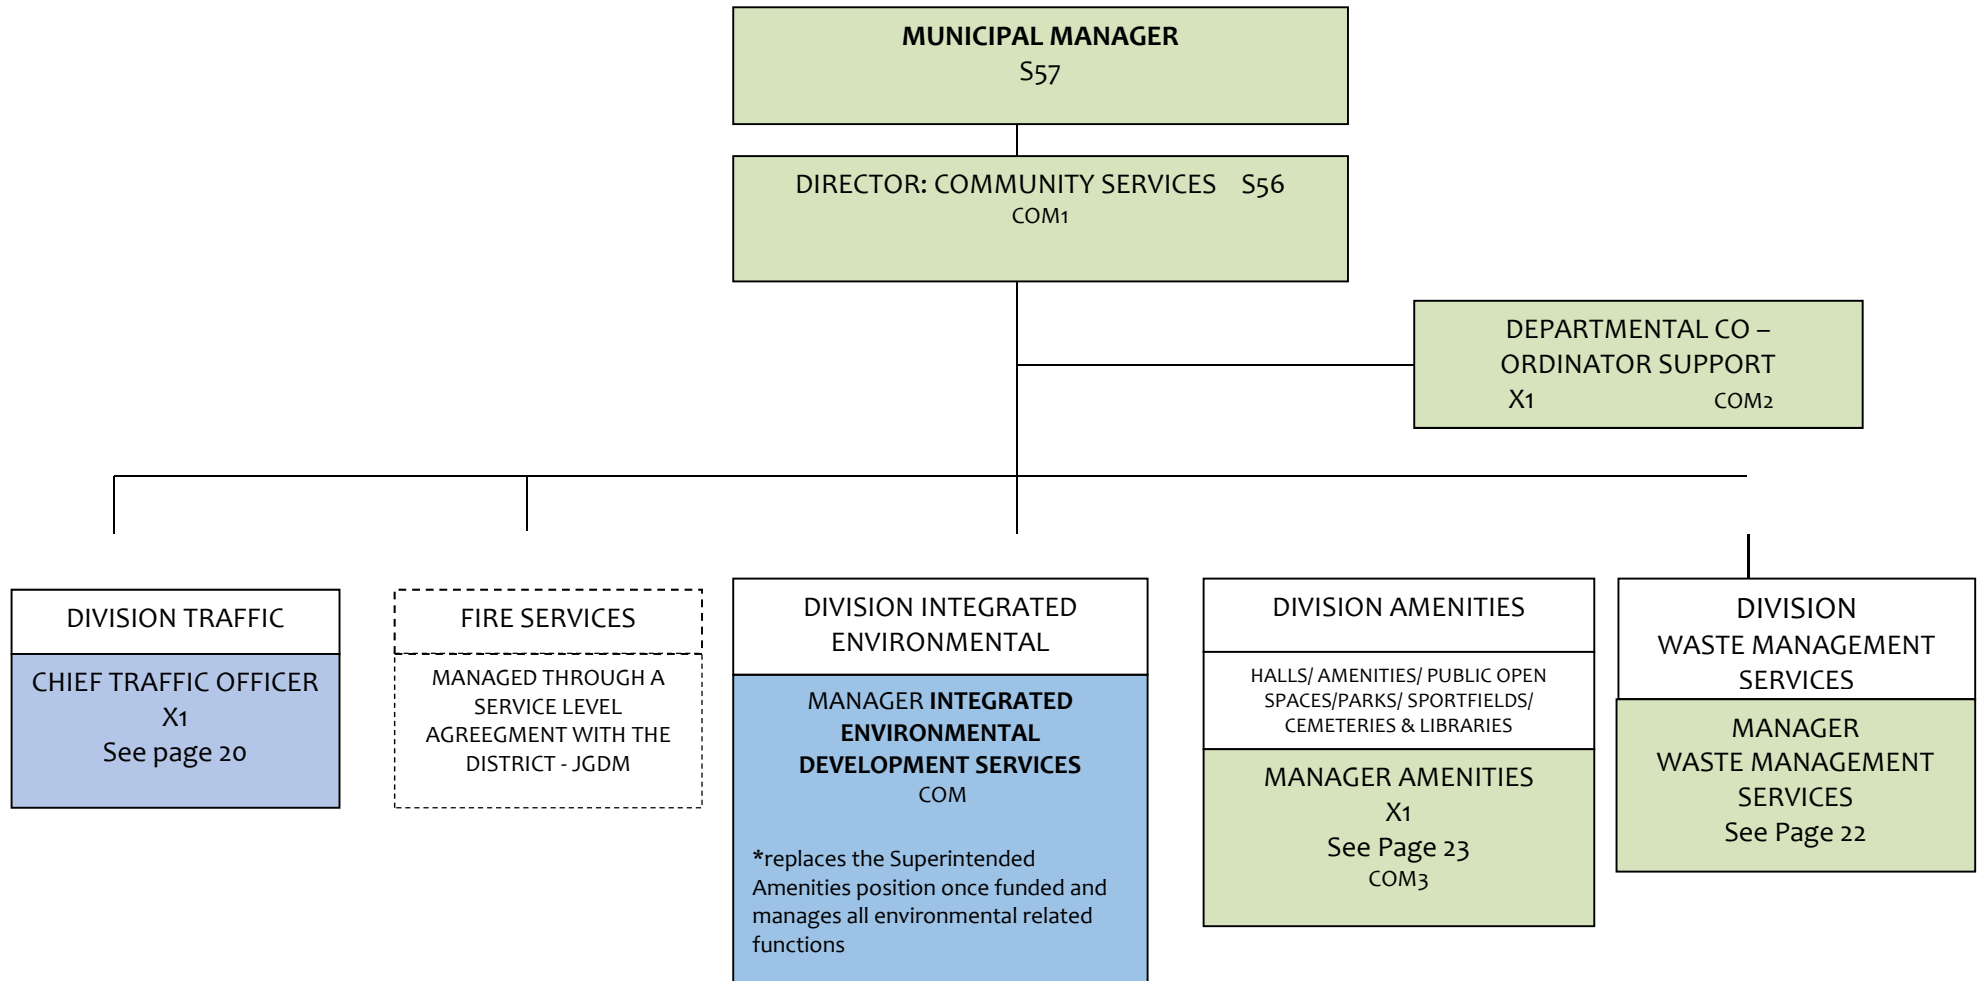 MUNICIPAL MANAGER
S57
DIRECTOR: COMMUNITY SERVICES S56
COM1
DEPARTMENTAL CO –
ORDINATOR SUPPORT
X1 COM2
DIVISION TRAFFIC
CHIEF TRAFFIC OFFICER
X1
See page 20
FIRE SERVICES
MANAGED THROUGH A
SERVICE LEVEL
AGREEGMENT WITH THE
DISTRICT - JGDM
DIVISION INTEGRATED
ENVIRONMENTAL
MANAGER INTEGRATED
ENVIRONMENTAL
DEVELOPMENT SERVICES
COM
*replaces the Superintended
Amenities position once funded and
manages all environmental related
functions
DIVISION AMENITIES
HALLS/ AMENITIES/ PUBLIC OPEN
SPACES/PARKS/ SPORTFIELDS/
CEMETERIES & LIBRARIES
MANAGER AMENITIES
X1
See Page 23
COM3
DIVISION
WASTE MANAGEMENT
SERVICES
MANAGER
WASTE MANAGEMENT
SERVICES
See Page 22